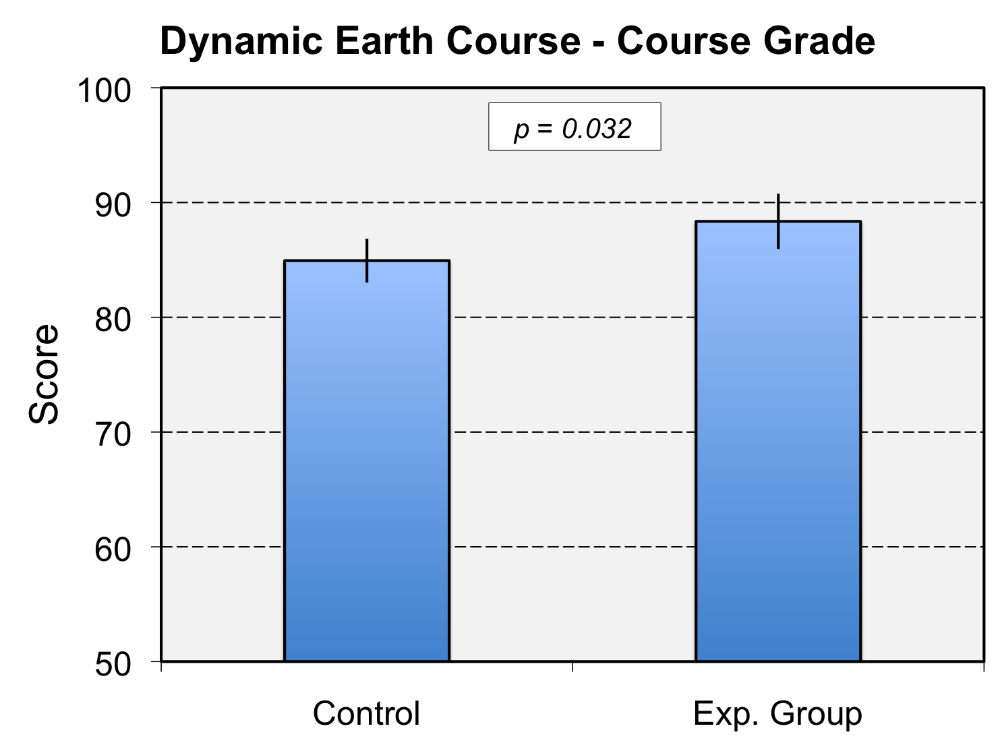 Dynamic Earth Course - Course Grade
100
p = 0.032
90
80
Score
70
60
50
Control
Exp. Group